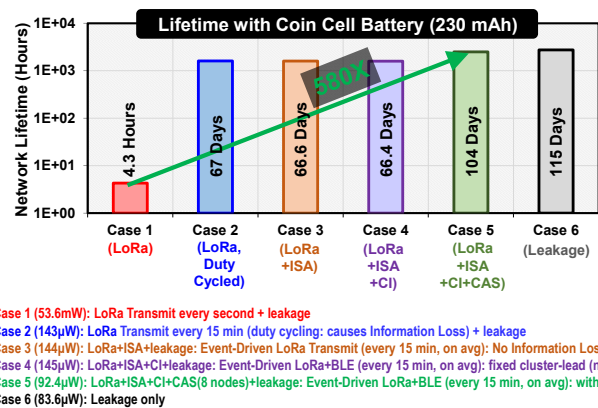 Lifetime with Coin Cell Battery (230 mAh)
Network Lifetime (Hours)
1E+04
1E+03
1E+02
1E+01
1E+00
580X
4.3 Hours
67 Days
66.6 Days
66.4 Days
104 Days
115 Days
Case 1 Case 2 Case 3 Case 4 Case 5 Case 6
(LoRa) (LoRa, (LoRa (LoRa (LoRa (Leakage)
Duty +ISA) +ISA +ISA
Cycled) +CI) +CI+CAS)
Case 1 (53.6mW): LoRa Transmit every second + leakage
Case 2 (143µW): LoRa Transmit every 15 min (duty cycling: causes Information Loss) + leakage
Case 3 (144µW): LoRa+ISA+leakage: Event-Driven LoRa Transmit (every 15 min, on avg): No Information Los
Case 4 (145µW): LoRa+ISA+CI+leakage: Event-Driven LoRa+BLE (every 15 min, on avg): fixed cluster-lead (n
Case 5 (92.4µW): LoRa+ISA+CI+CAS(8 nodes)+leakage: Event-Driven LoRa+BLE (every 15 min, on avg): with
Case 6 (83.6µW): Leakage only